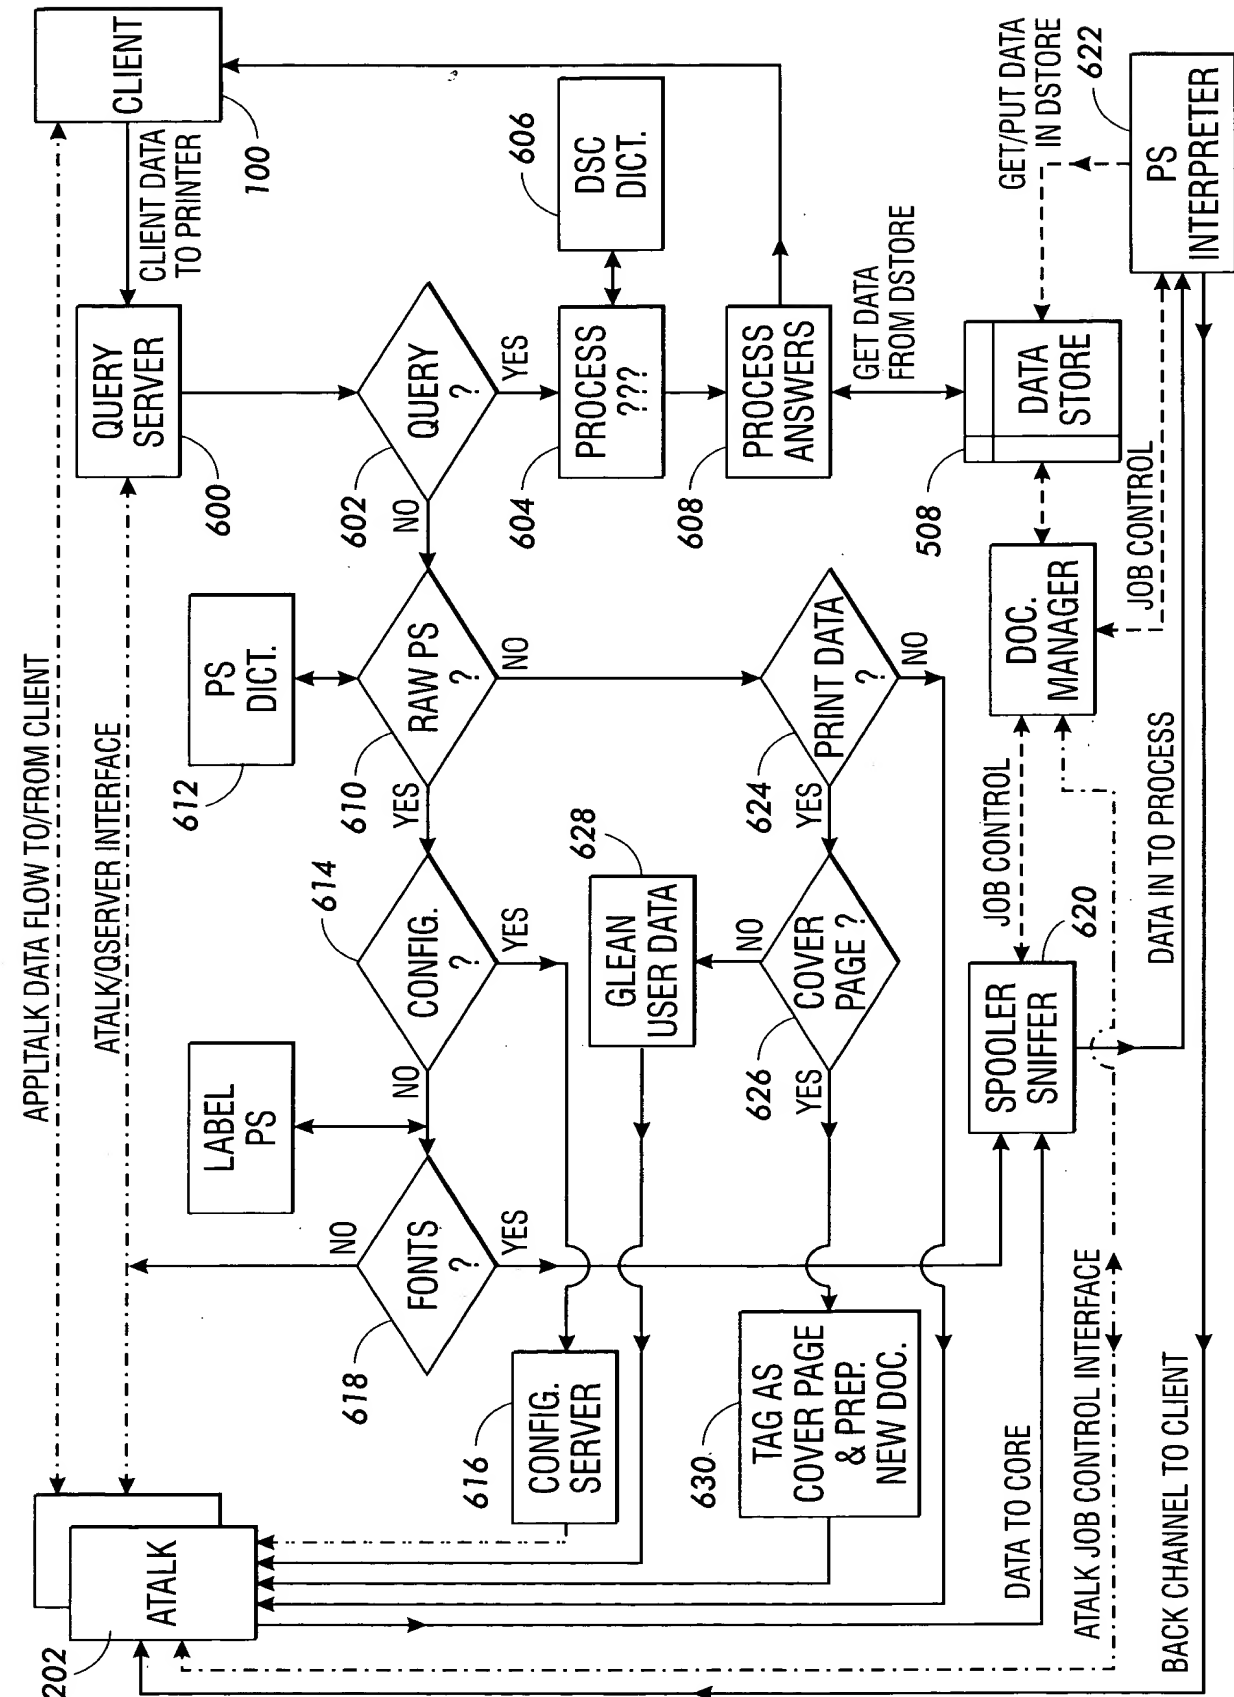 202
ATALK
APPLTALK DATA FLOW TO/FROM CLIENT
CLIENT
100
ATALK/QSERVER INTERFACE
CLIENT DATA
TO PRINTER
QUERY
SERVER
600
LABEL
PS
612
PS
DICT.
618
FONTS
?
NO
YES
614
CONFIG.
?
NO
YES
610
RAW PS
?
YES
NO
602
QUERY
?
NO
YES
616
CONFIG.
SERVER
628
GLEAN
USER DATA
604
PROCESS
???
606
DSC
DICT.
630
TAG AS
COVER PAGE
& PREP.
NEW DOC.
626
COVER
PAGE ?
YES
NO
624
PRINT DATA
?
YES
NO
608
PROCESS
ANSWERS
GET DATA
FROM DSTORE
DATA TO CORE
SPOOLER
SNIFFER
620
JOB CONTROL
DOC.
MANAGER
508
DATA
STORE
GET/PUT DATA
IN DSTORE
622
ATALK JOB CONTROL INTERFACE
JOB CONTROL
DATA IN TO PROCESS
PS
INTERPRETER
BACK CHANNEL TO CLIENT